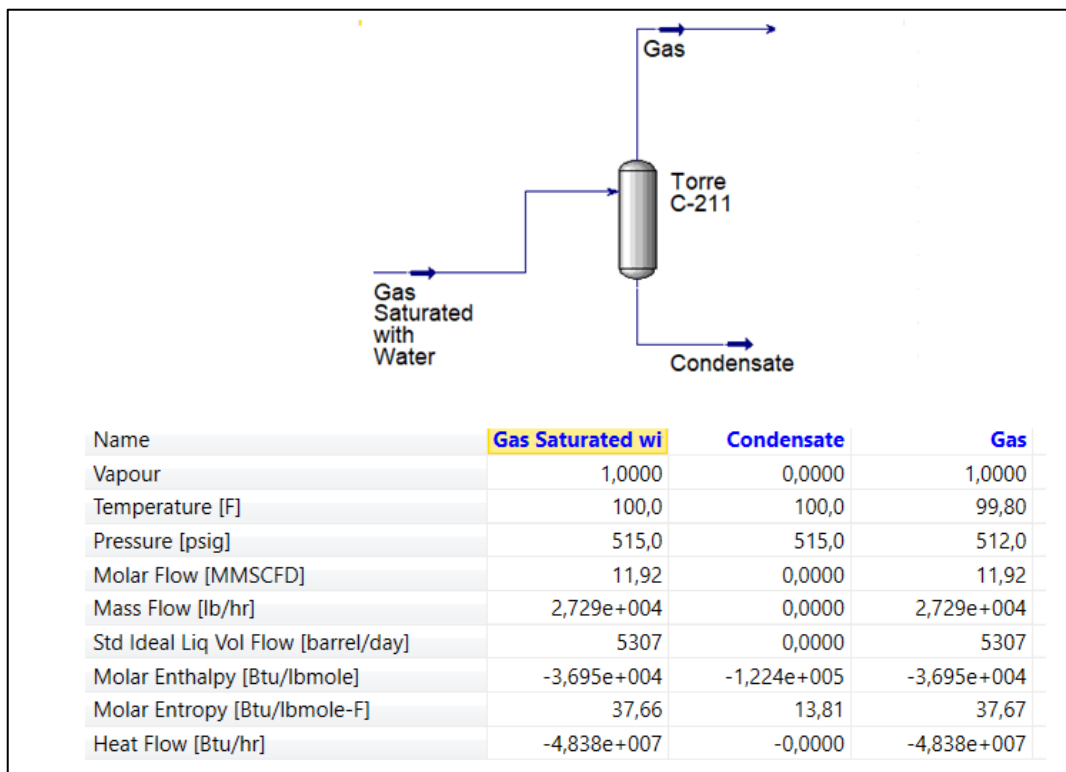 Gas
Torre
C-211
Gas
Saturated
with
Water
Condensate
Name Gas Saturated wi Condensate Gas
Vapour 1,0000 0,0000 1,0000
Temperature [F] 100,0 100,0 99,80
Pressure [psig] 515,0 515,0 512,0
Molar Flow [MMSCFD] 11,92 0,0000 11,92
Mass Flow [lb/hr] 2,729e+004 0,0000 2,729e+004
Std Ideal Liq Vol Flow [barrel/day] 5307 0,0000 5307
Molar Enthalpy [Btu/lbmole] -3,695e+004 -1,224e+005 -3,695e+004
Molar Entropy [Btu/lbmole-F] 37,66 13,81 37,67
Heat Flow [Btu/hr] -4,838e+007 -0,0000 -4,838e+007